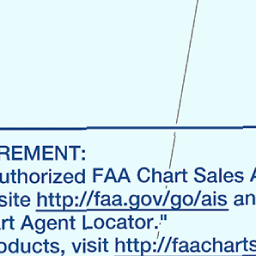 REMENT:
uthorized FAA Chart Sales A
site http://faa.gov/go/ais an
rt Agent Locator."
oducts, visit http://faacharts